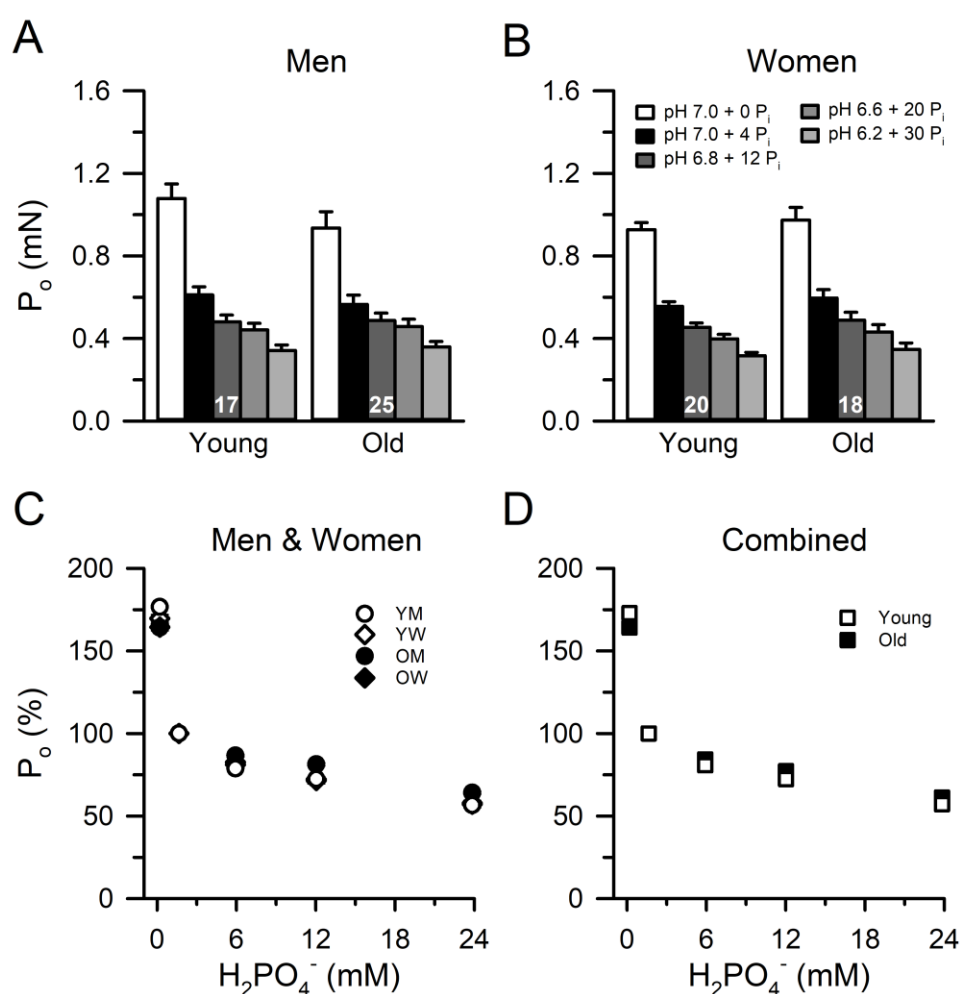 A
Men
P₀ (mN)
1.6
1.2
0.8
0.4
0.0
17
25
Young
Old
B
Women
pH 7.0 + 0 Pᵢ
pH 7.0 + 4 Pᵢ
pH 6.8 + 12 Pᵢ
pH 6.6 + 20 Pᵢ
pH 6.2 + 30 Pᵢ
1.6
1.2
0.8
0.4
0.0
20
18
Young
Old
C
Men & Women
P₀ (%)
200
150
100
50
0
YM
YW
OM
OW
0
6
12
18
24
H₂PO₄⁻ (mM)
D
Combined
200
150
100
50
0
Young
Old
0
6
12
18
24
H₂PO₄⁻ (mM)